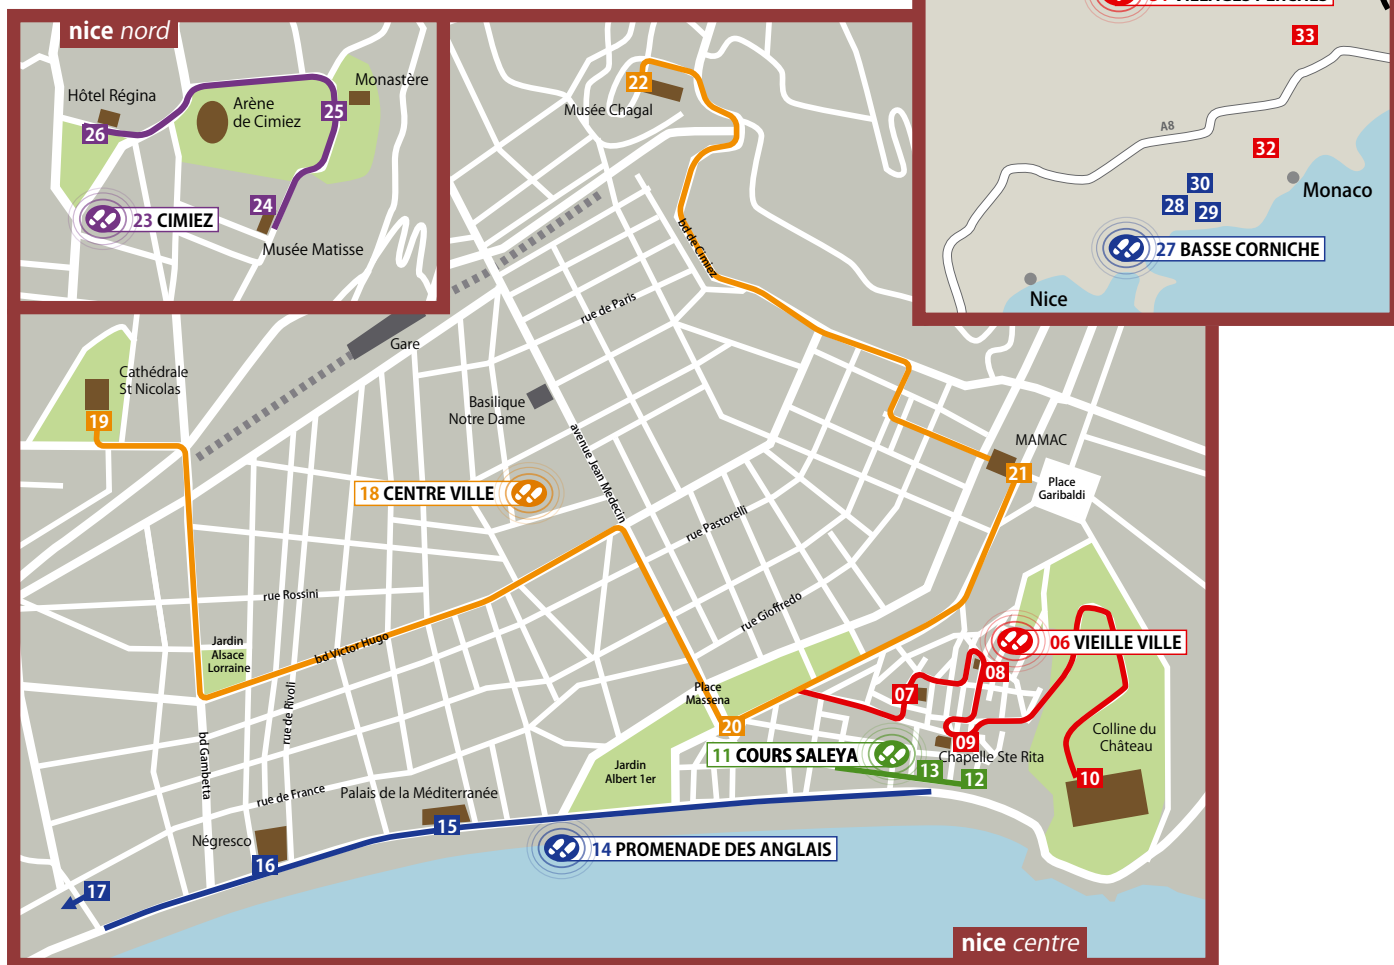 nice nord
Hôtel Régina
26
Arène
de Cimiez
Monastère
25
24
23 CIMIEZ
Musée Matisse
22
Musée Chagal
33
A8
32
30
28
29
Monaco
27 BASSE CORNICHE
Nice
bd de Cimiez
rue de Paris
Gare
Cathédrale
St Nicolas
19
Basilique
Notre Dame
avenue Jean Medecin
MAMAC
21
Place
Garibaldi
18 CENTRE VILLE
rue Pastorelli
rue Rossini
rue Gioffredo
Jardin
Alsace
Lorraine
bd Victor Hugo
06 VIEILLE VILLE
08
07
Place
Massena
20
rue de Rivoli
bd Gambetta
11 COURS SALEYA
09
Chapelle Ste Rita
Colline du
Château
13
12
10
Jardin
Albert 1er
rue de France
Palais de la Méditerranée
15
Négresco
16
14 PROMENADE DES ANGLAIS
17
nice centre